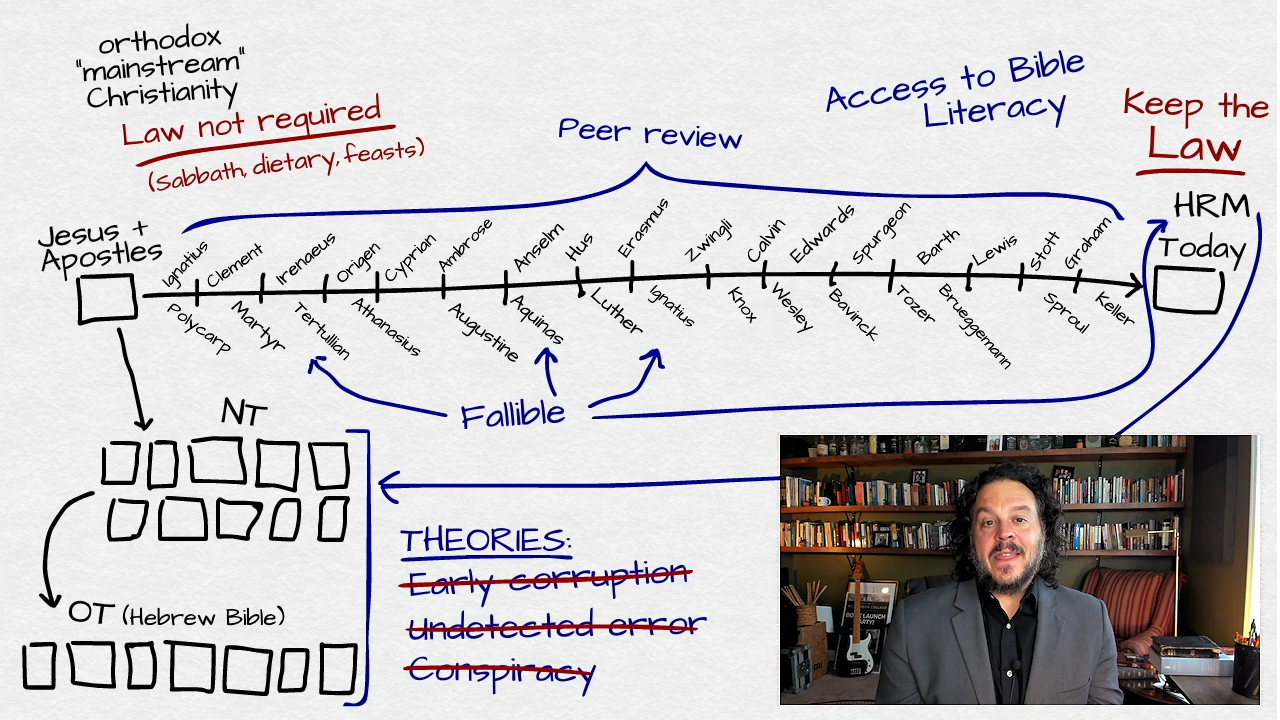 orthodox
"mainstream"
Christianity
Law not required
(Sabbath, dietary, feasts)
Peer review
Access to Bible
Literacy
Keep the
Law
HRM
Today
Jesus +
Apostles
Ignatius
Clement
Irenaeus
Origen
Cyprian
Ambrose
Anselm
Hus
Erasmus
Zwingli
Calvin
Edwards
Spurgeon
Barth
Lewis
Stott
Graham
Polycarp
Martyr
Tertullian
Athanasius
Augustine
Aquinas
Luther
Ignatius
Knox
Wesley
Bavinck
Tozer
Brueggemann
Sproul
Keller
Fallible
NT
OT (Hebrew Bible)
THEORIES:
Early corruption
undetected error
Conspiracy
COLLEGE
LAUNCH